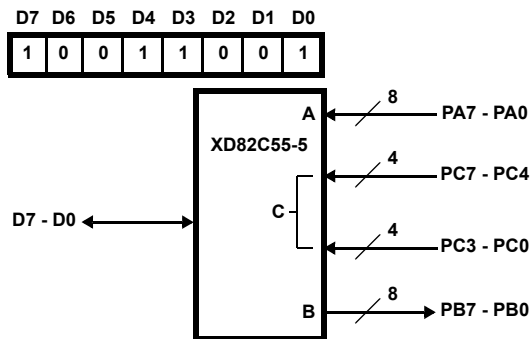 D7 D6 D5 D4 D3 D2 D1 D0
1 0 0 1 1 0 0 1
A 8 PA7 - PA0
XD82C55-5
4 PC7 - PC4
C
D7 - D0
4 PC3 - PC0
B 8 PB7 - PB0